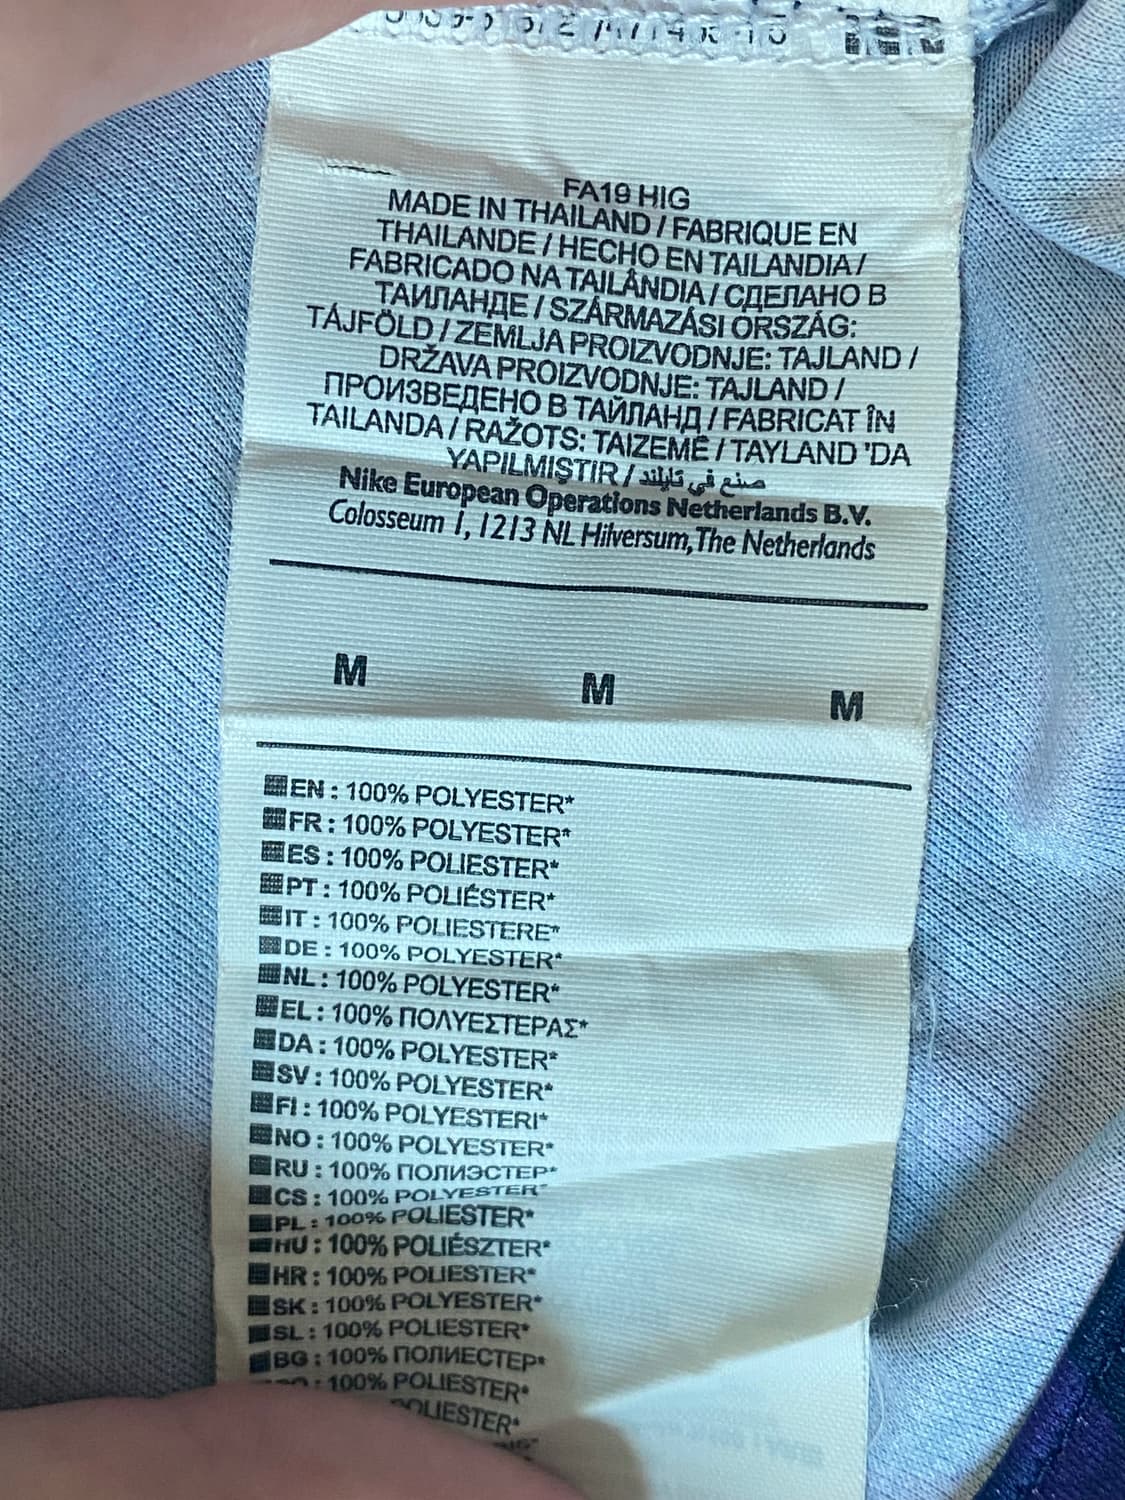 FA19 HIG
MADE IN THAILAND / FABRIQUE EN
THAILANDE / HECHO EN TAILANDIA /
FABRICADO NA TAILÂNDIA / СДЕЛАНО В
ТАИЛАНДЕ / SZÁRMAZÁSI ORSZÁG:
TÁJFÖLD / ZEMLJA PROIZVODNJE: TAJLAND /
DRŽAVA PROIZVODNJE: TAJLAND /
ПРОИЗВЕДЕНО В ТАЙЛАНД / FABRICAT ÎN
TAILANDA / RAŽOTS: TAIZEMĒ / TAYLAND 'DA
YAPILMIŞTIR / صنع في تايلند
Nike European Operations Netherlands B.V.
Colosseum 1, 1213 NL Hilversum, The Netherlands
M M M
EN : 100% POLYESTER*
FR : 100% POLYESTER*
ES : 100% POLIESTER*
PT : 100% POLIÉSTER*
IT : 100% POLIESTERE*
DE : 100% POLYESTER*
NL : 100% POLYESTER*
EL : 100% ΠΟΛΥΕΣΤΕΡΑΣ*
DA : 100% POLYESTER*
SV : 100% POLYESTER*
FI : 100% POLYESTERI*
NO : 100% POLYESTER*
RU : 100% ПОЛИЭСТЕР*
CS : 100% POLYESTER*
PL : 100% POLIESTER*
HU : 100% POLIÉSZTER*
HR : 100% POLIESTER*
SK : 100% POLYESTER*
SL : 100% POLIESTER*
BG : 100% ПОЛИЕСТЕР*
: 100% POLIESTER*
OLIESTER*